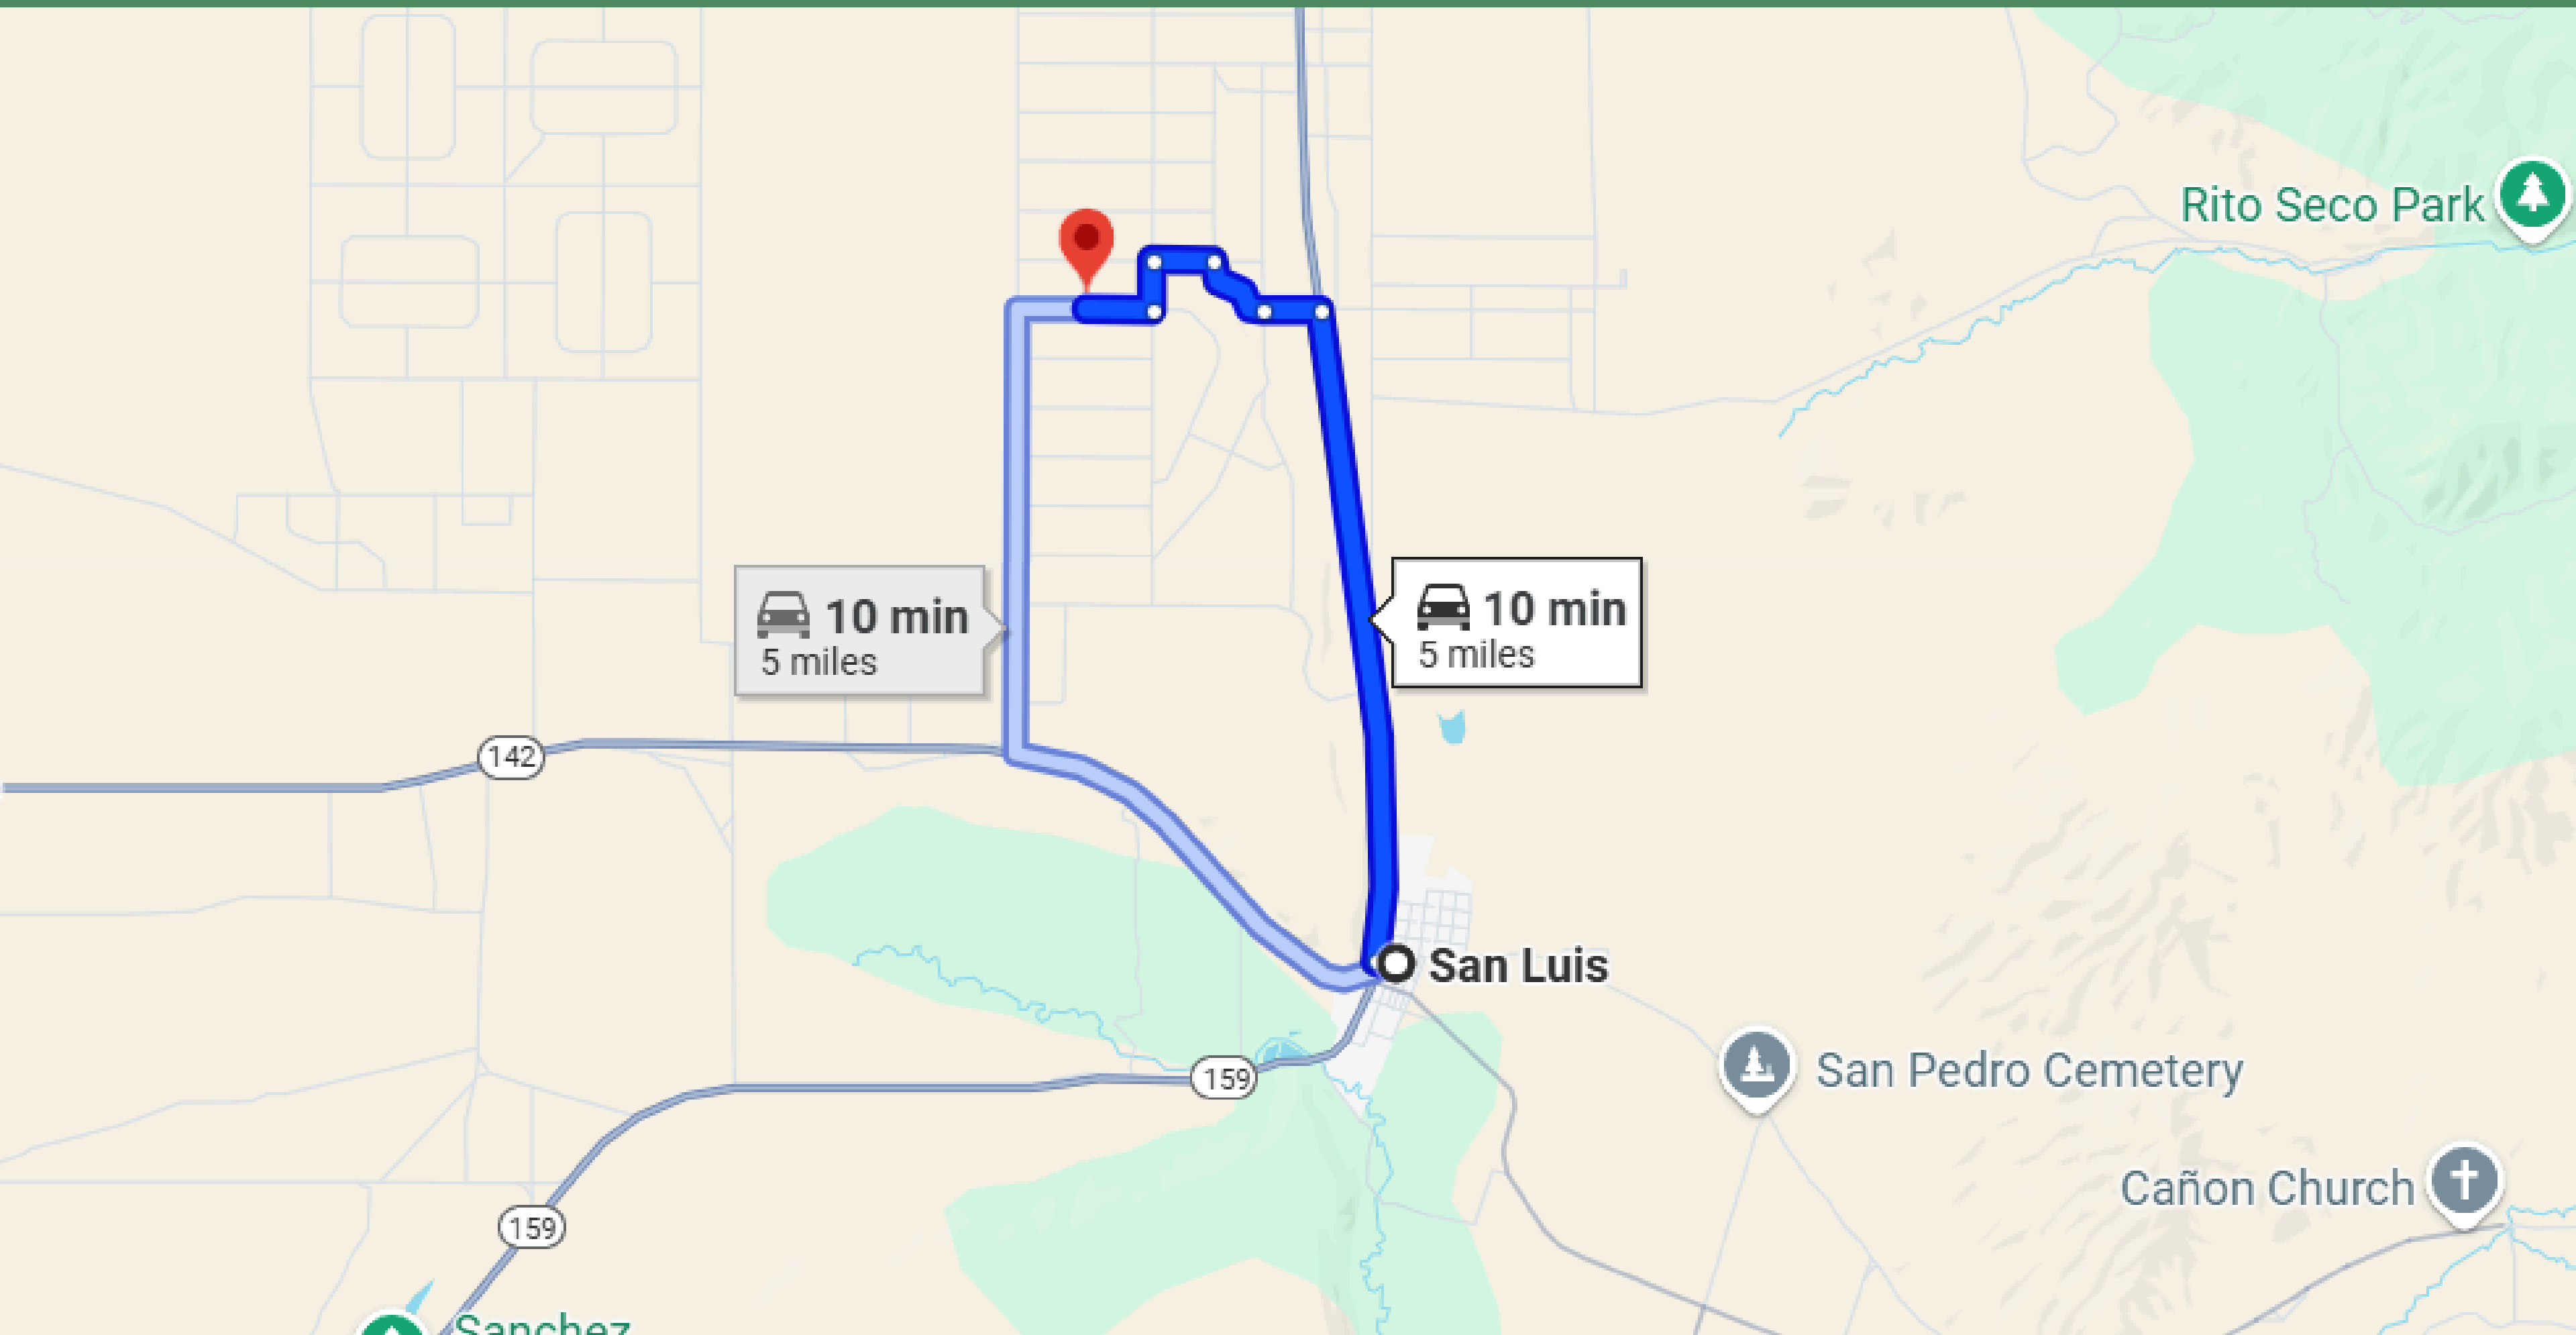 Rito Seco Park
10 min
5 miles
10 min
5 miles
142
San Luis
159
San Pedro Cemetery
Cañon Church
159
Sanchez